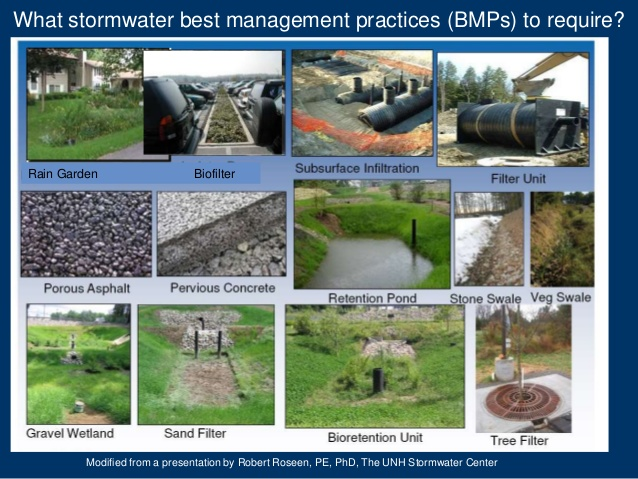 What stormwater best management practices (BMPs) to require?
Rain Garden
Biofilter
Subsurface Infiltration
Filter Unit
Porous Asphalt
Pervious Concrete
Retention Pond
Stone Swale
Veg Swale
Gravel Wetland
Sand Filter
Bioretention Unit
Tree Filter
Modified from a presentation by Robert Roseen, PE, PhD, The UNH Stormwater Center